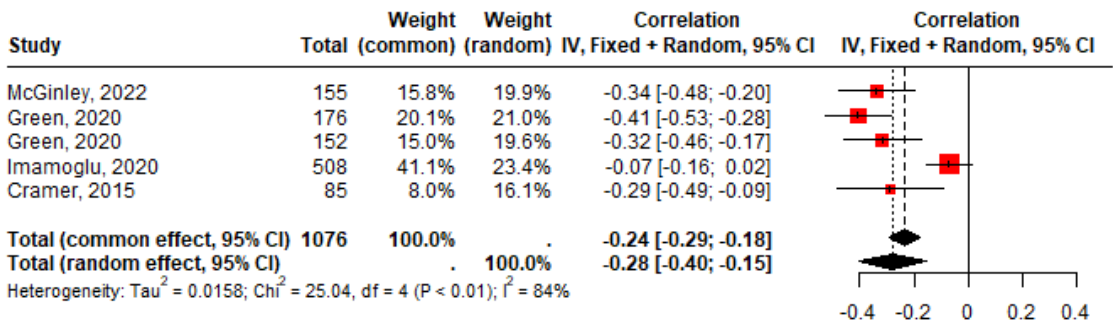 Weight Weight Correlation Correlation
Study Total (common) (random) IV, Fixed + Random, 95% CI IV, Fixed + Random, 95% CI
McGinley, 2022 155 15.8% 19.9% -0.34 [-0.48; -0.20]
Green, 2020 176 20.1% 21.0% -0.41 [-0.53; -0.28]
Green, 2020 152 15.0% 19.6% -0.32 [-0.46; -0.17]
Imamoglu, 2020 508 41.1% 23.4% -0.07 [-0.16; 0.02]
Cramer, 2015 85 8.0% 16.1% -0.29 [-0.49; -0.09]
Total (common effect, 95% CI) 1076 100.0% . -0.24 [-0.29; -0.18]
Total (random effect, 95% CI) . 100.0% -0.28 [-0.40; -0.15]
Heterogeneity: Tau² = 0.0158; Chi² = 25.04, df = 4 (P < 0.01); I² = 84%
-0.4 -0.2 0 0.2 0.4